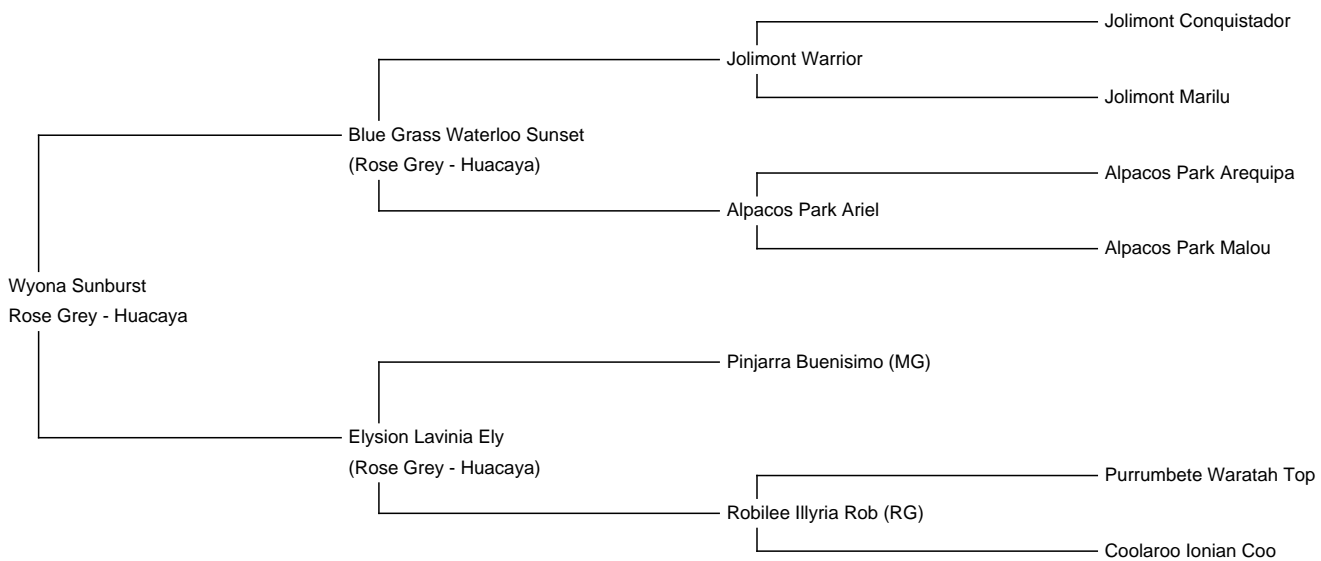 Jolimont Conquistador
Jolimont Warrior
Jolimont Marilu
Blue Grass Waterloo Sunset
(Rose Grey - Huacaya)
Alpacos Park Arequipa
Alpacos Park Ariel
Alpacos Park Malou
Wyona Sunburst
Rose Grey - Huacaya
Pinjarra Buenisimo (MG)
Elysion Lavinia Ely
(Rose Grey - Huacaya)
Purrumbete Waratah Top
Robilee Illyria Rob (RG)
Coolaroo Ionian Coo